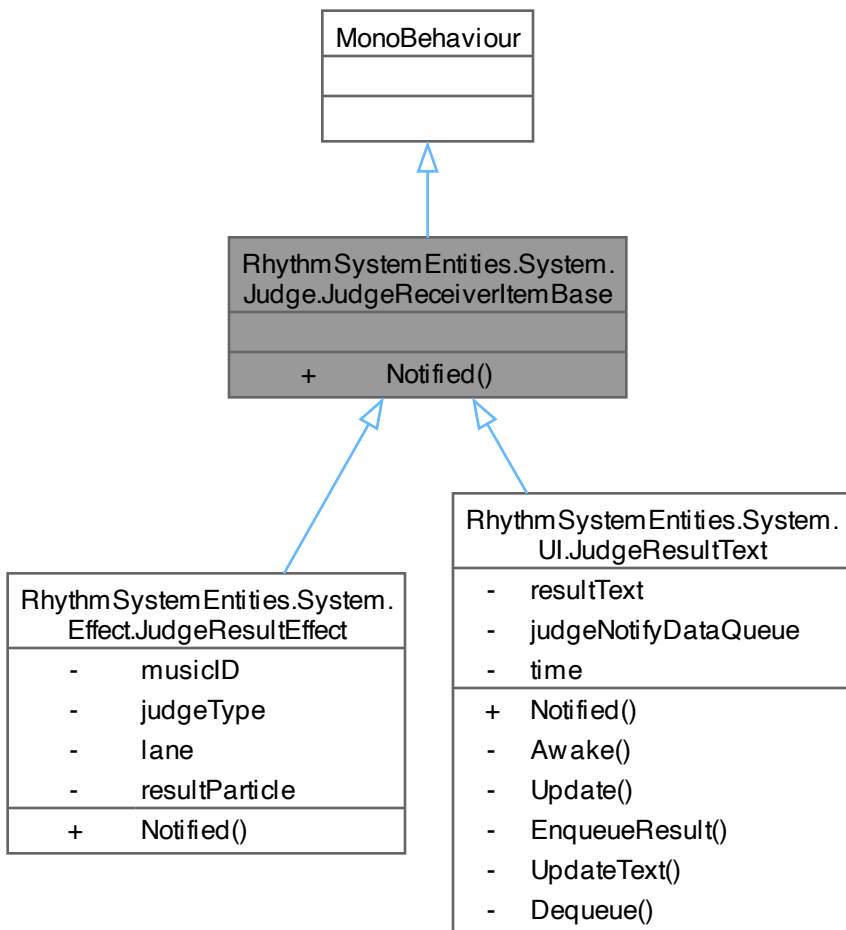 MonoBehaviour
RhythmSystemEntities.System.
Judge.JudgeReceiverItemBase
+ Notified()
RhythmSystemEntities.System.
Effect.JudgeResultEffect
- musicID
- judgeType
- lane
- resultParticle
+ Notified()
RhythmSystemEntities.System.
UI.JudgeResultText
- resultText
- judgeNotifyDataQueue
- time
+ Notified()
- Awake()
- Update()
- EnqueueResult()
- UpdateText()
- Dequeue()